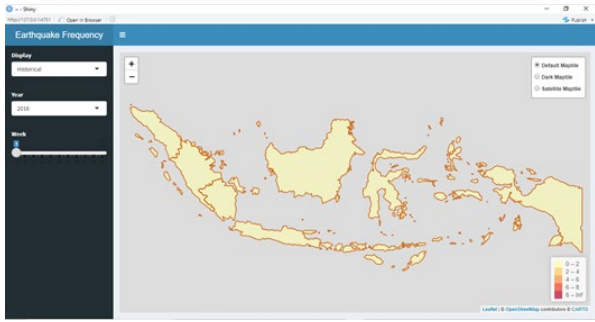 ~ - Shiny
Open in Browser
Publish
Earthquake Frequency
Display
Historical
Year
2016
Week
+
−
Default Maptile
Dark Maptile
Satellite Maptile
0 – 2
2 – 4
4 – 6
6 – 8
8 – Inf
Leaflet | © OpenStreetMap contributors © CARTO